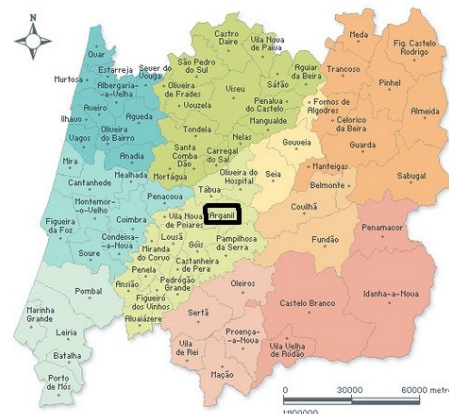 N
Castro
Daire
Vila Nova
de Paiva
Meda
Fig. Castelo
Rodrigo
Ovar
Sever do
Vouga
Estarreja
Murtosa
Albergaria-
a-Velha
São Pedro
do Sul
Aguiar
da Beira
Trancoso
Pinhel
Oliveira
de Frades
Viseu
Sátão
Aveiro
Vouzela
Penalva
do Castelo
Fornos de
Algodres
Almeida
Ílhavo
Águeda
Mangualde
Celorico
da Beira
Vagos
Oliveira
do Bairro
Tondela
Nelas
Gouveia
Guarda
Anadia
Santa
Comba
Dão
Carregal
do Sal
Mira
Mealhada
Mortágua
Oliveira do
Hospital
Seia
Manteigas
Sabugal
Cantanhede
Tábua
Belmonte
Penacova
Montemor-
o-Velho
Arganil
Covilhã
Coimbra
Vila Nova
de Poiares
Penamacor
Figueira
da Foz
Condeixa-
a-Nova
Lousã
Góis
Pampilhosa
da Serra
Fundão
Miranda
do Corvo
Soure
Penela
Castanheira
de Pera
Idanha-a-Nova
Pombal
Ansião
Pedrógão
Grande
Oleiros
Castelo Branco
Figueiró
dos Vinhos
Alvaiázere
Marinha
Grande
Sertã
Leiria
Proença-
a-Nova
Batalha
Vila
de Rei
Vila Velha
de Ródão
Porto
de Mós
Mação
0 30000 60000 metro
1:1100000